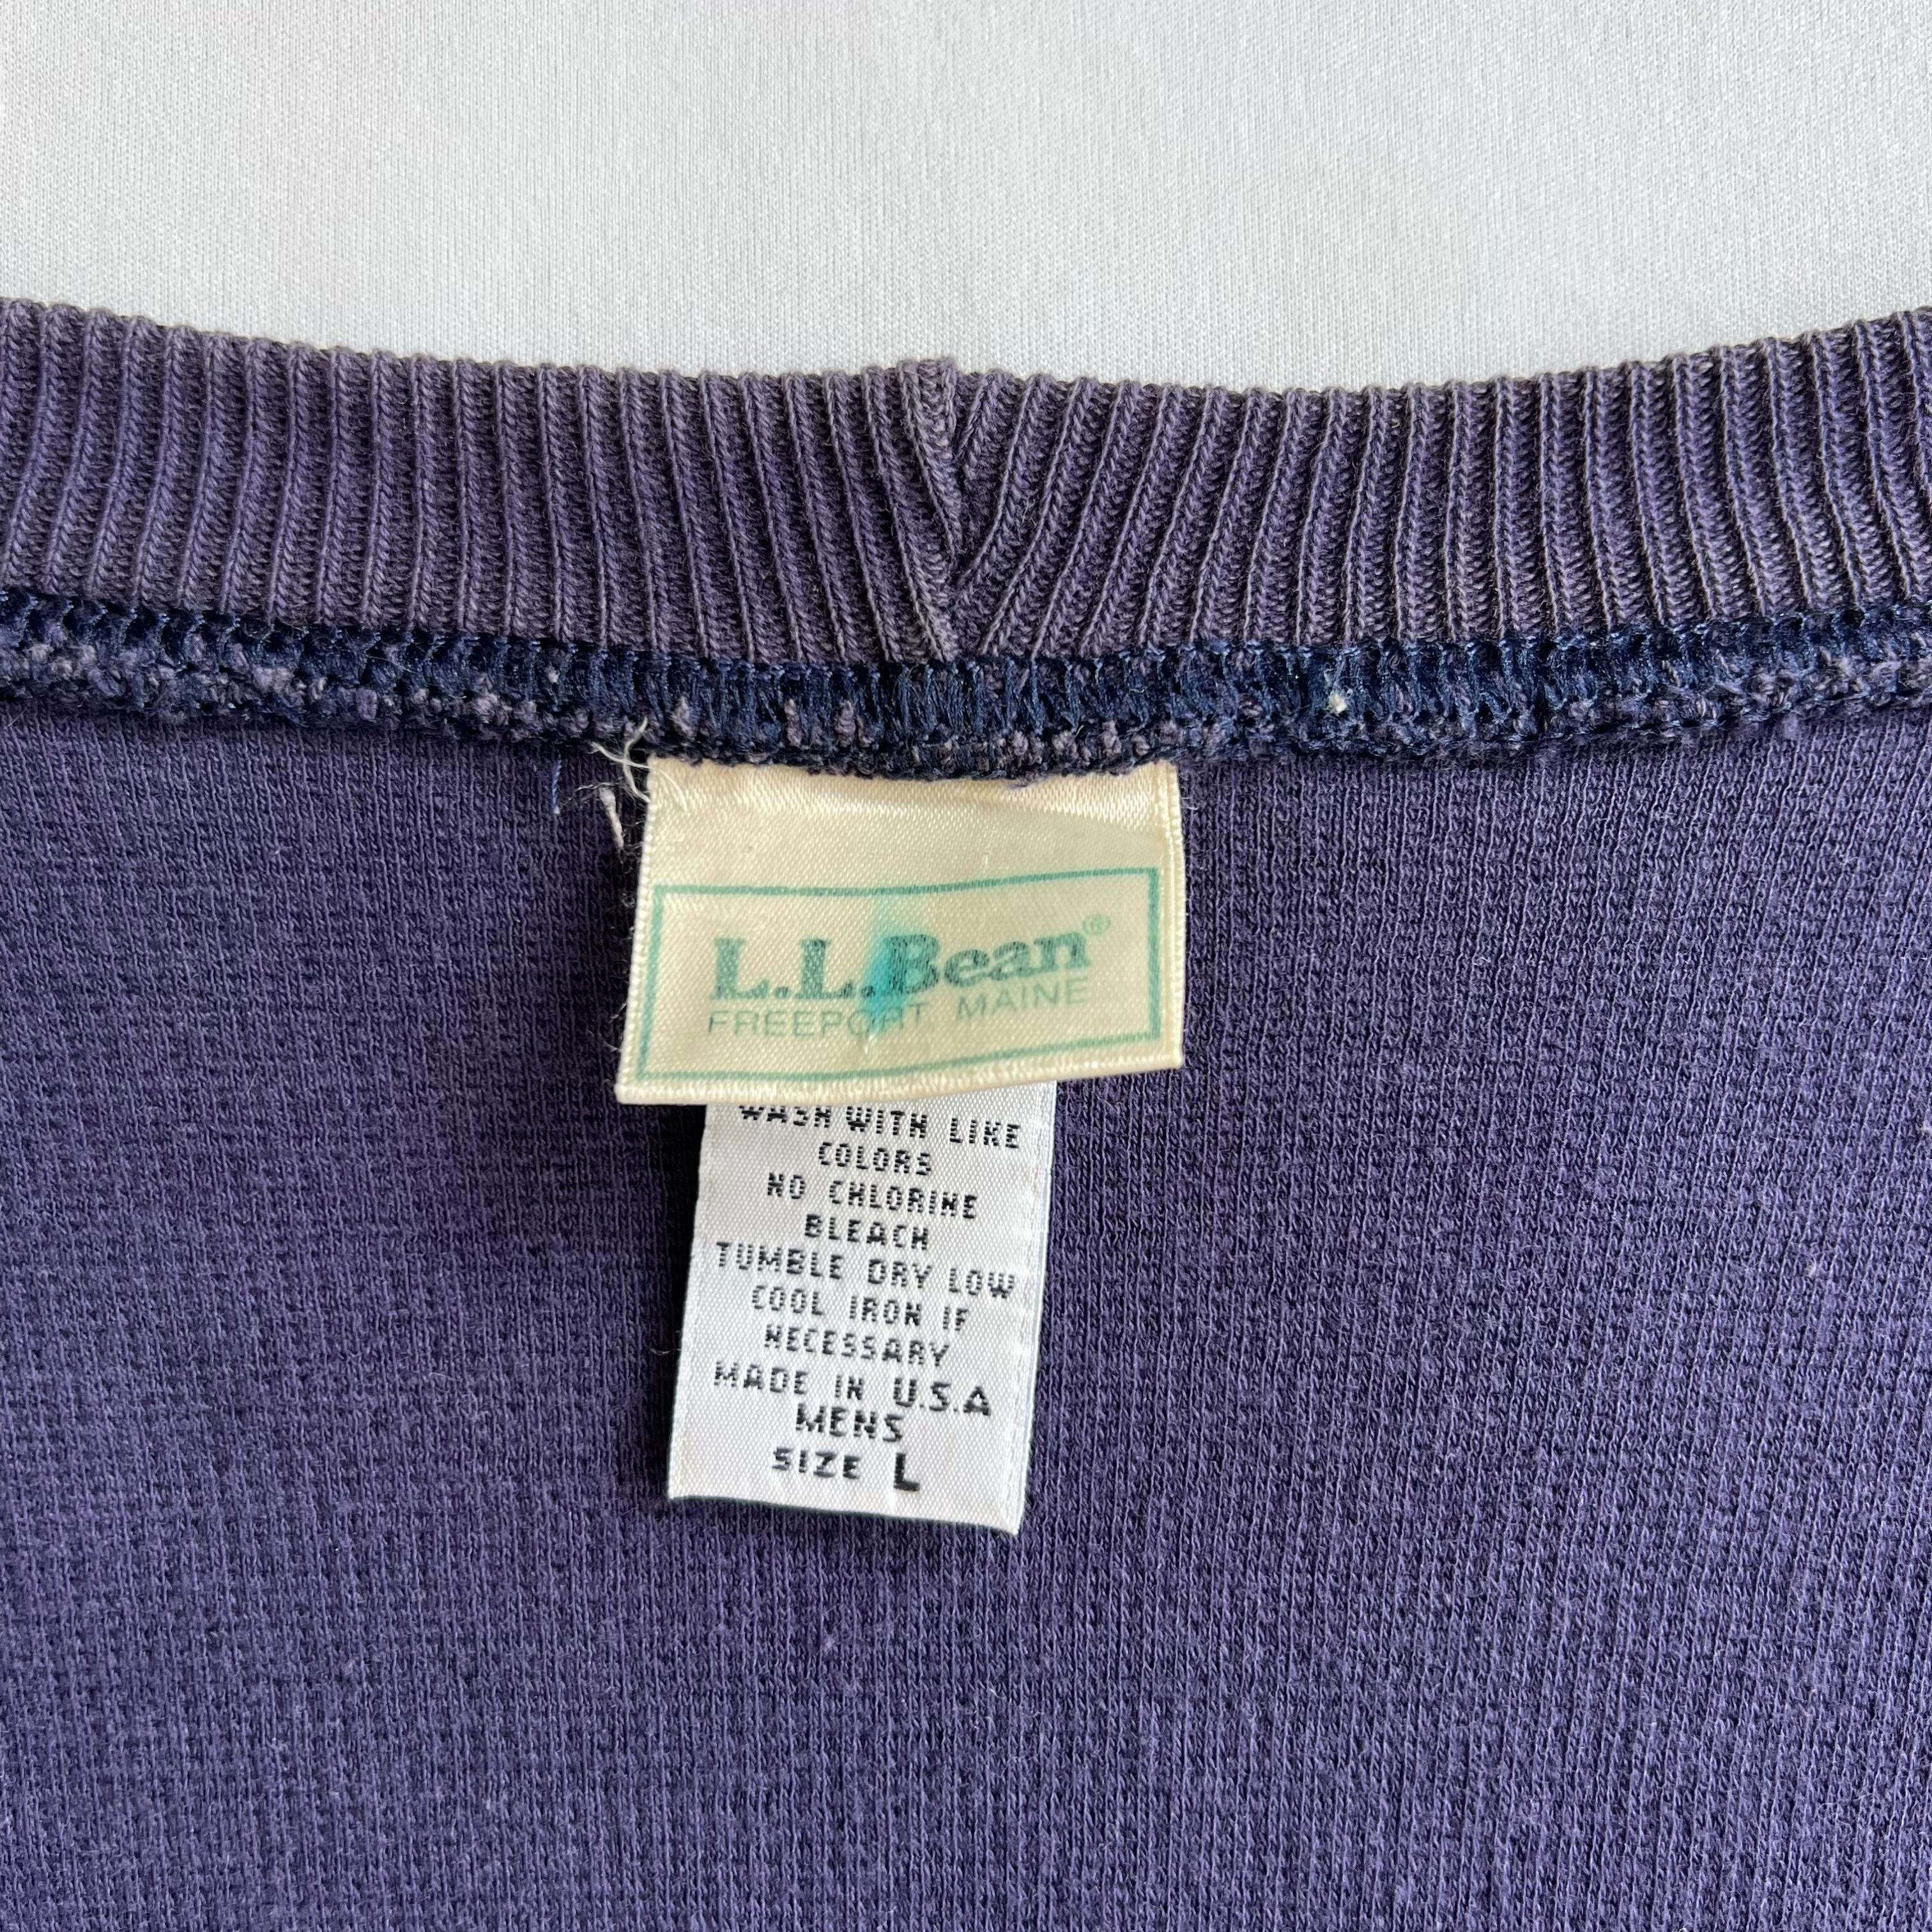 L.L.Bean®
FREEPORT, MAINE
WASH WITH LIKE
COLORS
NO CHLORINE
BLEACH
TUMBLE DRY LOW
COOL IRON IF
NECESSARY
MADE IN U.S.A
MENS
SIZE L